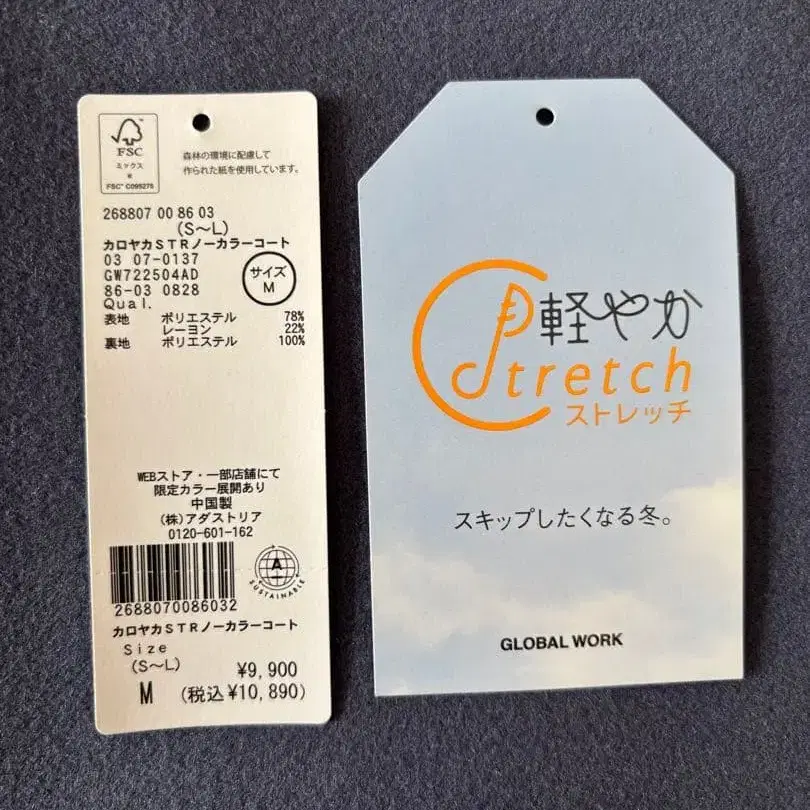 FSC
ミックス
紙
FSC® C095275
森林の環境に配慮して
作られた紙を使用しています。
268807 00 86 03
(S〜L)
カロヤカSTRノーカラーコート
03 07-0137
GW722504AD
86-03 0828
サイズ
M
Qual.
表地 ポリエステル 78%
レーヨン 22%
裏地 ポリエステル 100%
WEBストア・一部店舗にて
限定カラー展開あり
中国製
(株)アダストリア
0120-601-162
A
SUSTAINABLE
2688070086032
カロヤカSTRノーカラーコート
Size
(S〜L)
M
¥9,900
(税込¥10,890)
軽やか
Stretch
ストレッチ
スキップしたくなる冬。
GLOBAL WORK